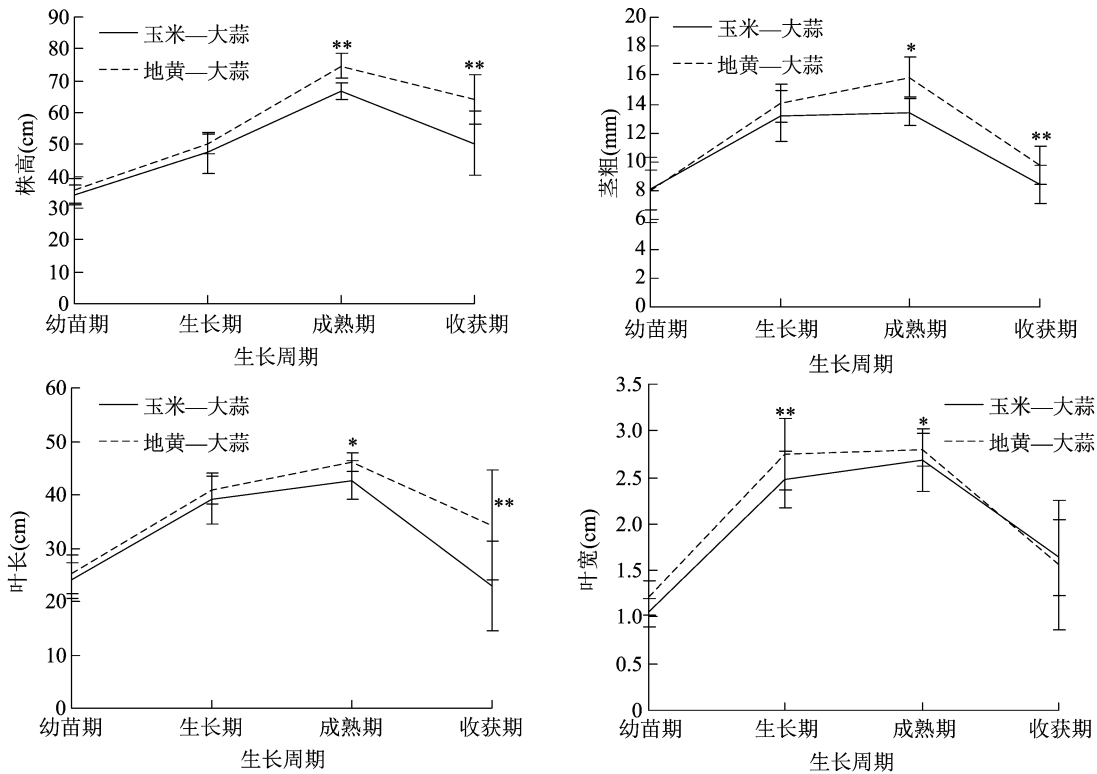 90
80
70
60
50
40
30
20
10
0
株高(cm)
玉米—大蒜
地黄—大蒜
**
**
幼苗期 生长期 成熟期 收获期
生长周期
20
18
16
14
12
10
8
6
4
2
0
茎粗(mm)
玉米—大蒜
地黄—大蒜
*
**
幼苗期 生长期 成熟期 收获期
生长周期
60
50
40
30
20
10
0
叶长(cm)
玉米—大蒜
地黄—大蒜
*
**
幼苗期 生长期 成熟期 收获期
生长周期
3.5
3.0
2.5
2.0
1.5
1.0
0.5
0
叶宽(cm)
玉米—大蒜
地黄—大蒜
**
*
幼苗期 生长期 成熟期 收获期
生长周期